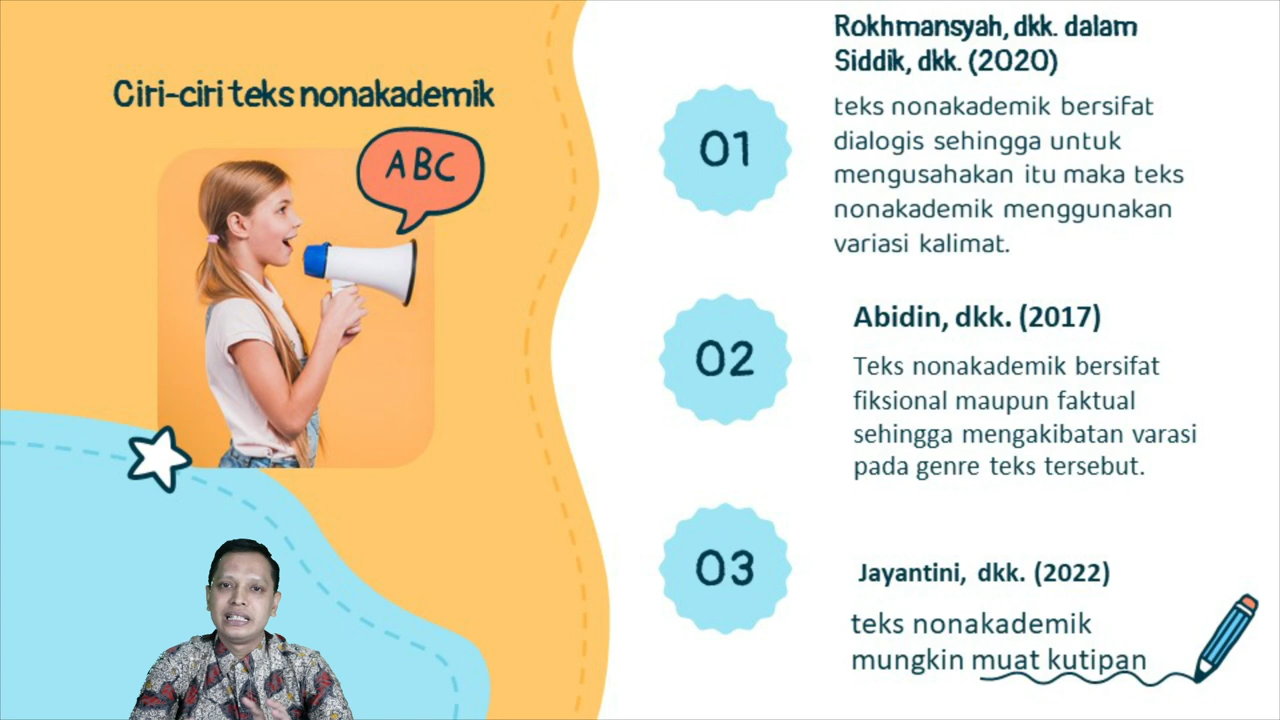 Ciri-ciri teks nonakademik
ABC
01
Rokhmansyah, dkk. dalam
Siddik, dkk. (2020)
teks nonakademik bersifat
dialogis sehingga untuk
mengusahakan itu maka teks
nonakademik menggunakan
variasi kalimat.
02
Abidin, dkk. (2017)
Teks nonakademik bersifat
fiksional maupun faktual
sehingga mengakibatan varasi
pada genre teks tersebut.
03
Jayantini, dkk. (2022)
teks nonakademik
mungkin muat kutipan